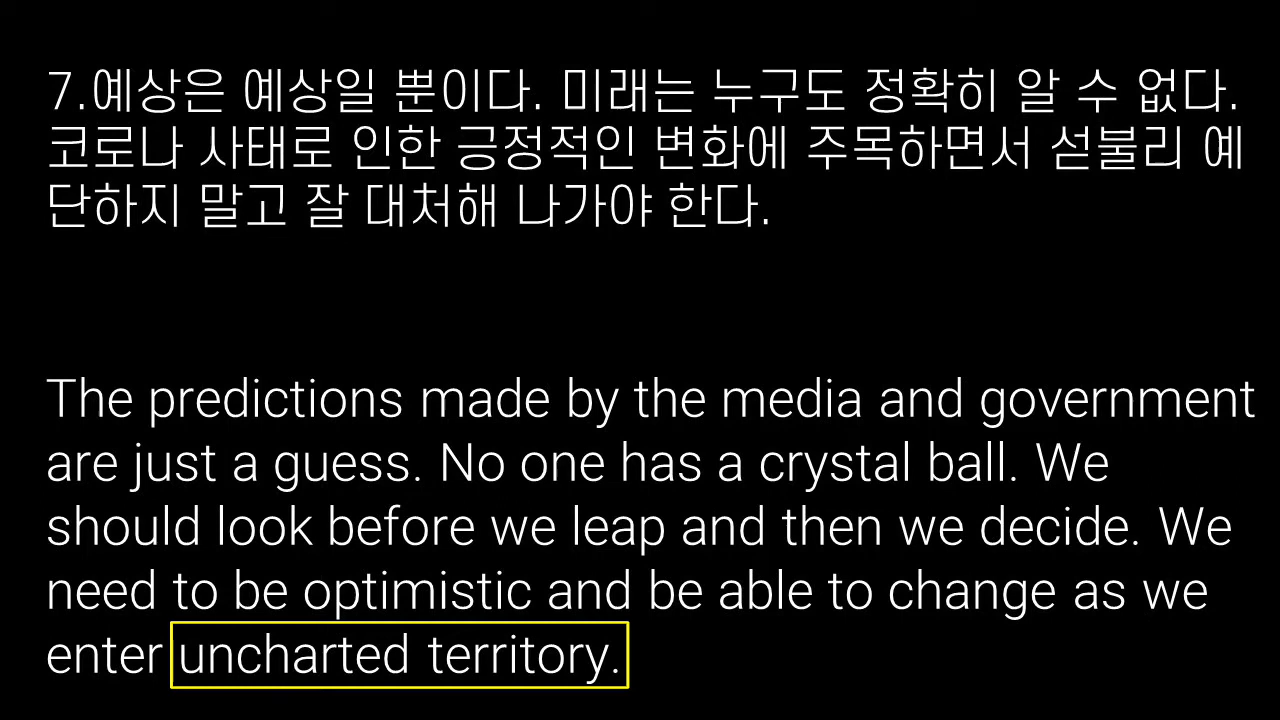 7.예상은 예상일 뿐이다. 미래는 누구도 정확히 알 수 없다.
코로나 사태로 인한 긍정적인 변화에 주목하면서 섣불리 예
단하지 말고 잘 대처해 나가야 한다.
The predictions made by the media and government
are just a guess. No one has a crystal ball. We
should look before we leap and then we decide. We
need to be optimistic and be able to change as we
enter uncharted territory.